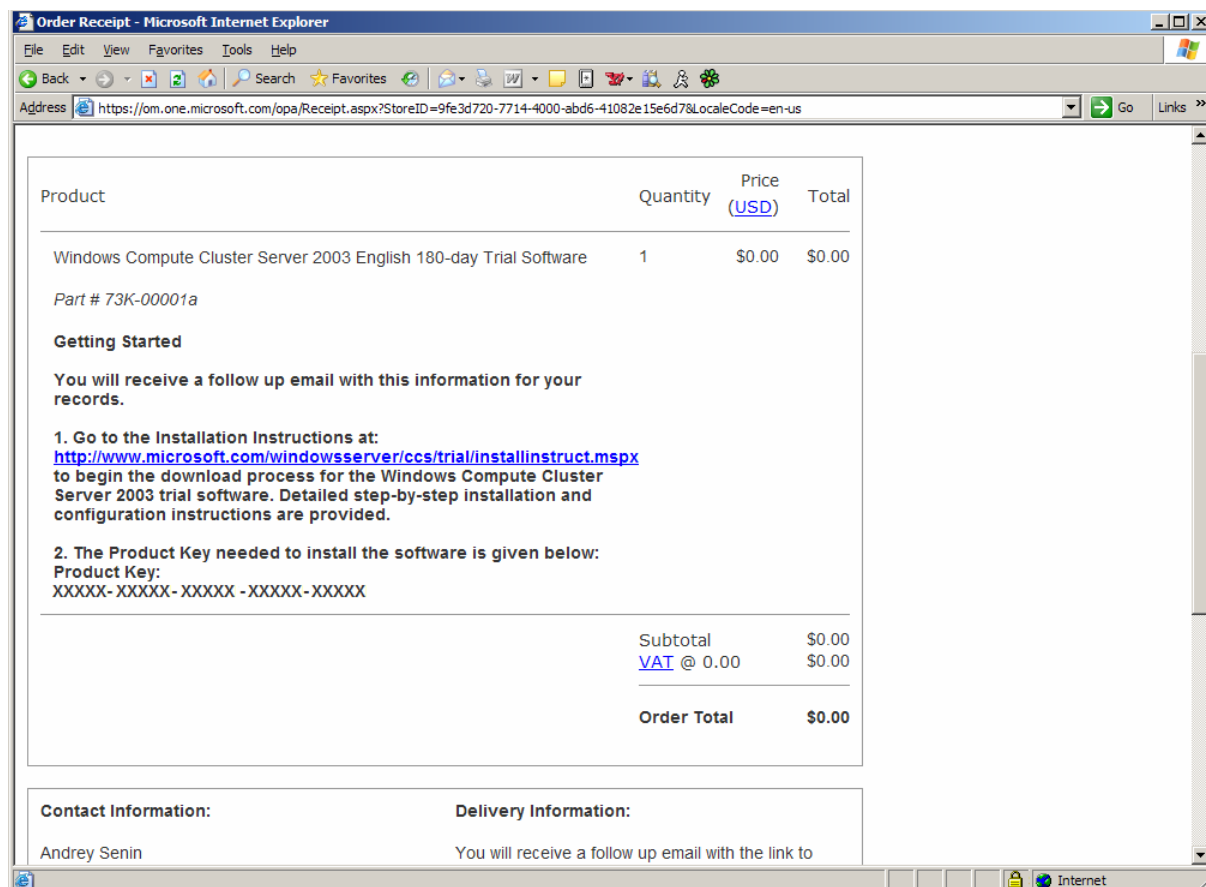 Order Receipt - Microsoft Internet Explorer
File Edit View Favorites Tools Help
Back Search Favorites
Address https://om.one.microsoft.com/opa/Receipt.aspx?StoreID=9fe3d720-7714-4000-abd6-41082e15e6d7&LocaleCode=en-us Go Links »
Product Quantity Price (USD) Total
Windows Compute Cluster Server 2003 English 180-day Trial Software 1 $0.00 $0.00
Part # 73K-00001a
Getting Started
You will receive a follow up email with this information for your
records.
1. Go to the Installation Instructions at:
http://www.microsoft.com/windowsserver/ccs/trial/installinstruct.mspx
to begin the download process for the Windows Compute Cluster
Server 2003 trial software. Detailed step-by-step installation and
configuration instructions are provided.
2. The Product Key needed to install the software is given below:
Product Key:
XXXXX-XXXXX-XXXXX -XXXXX-XXXXX
Subtotal $0.00
VAT @ 0.00 $0.00
Order Total $0.00
Contact Information: Delivery Information:
Andrey Senin You will receive a follow up email with the link to
Internet